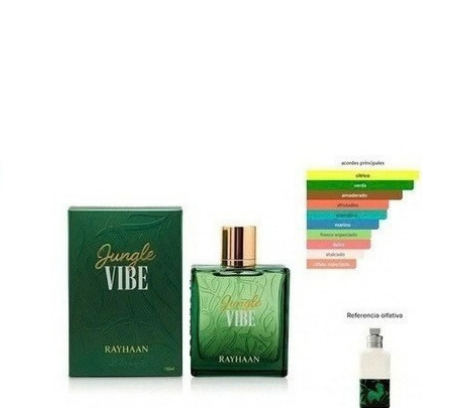 acordes principales
cítrico
verde
amaderado
afrutados
aromático
marino
fresco especiado
dulce
atalcado
Jungle
VIBE
RAYHAAN
Jungle
VIBE
RAYHAAN
Referencia olfativa